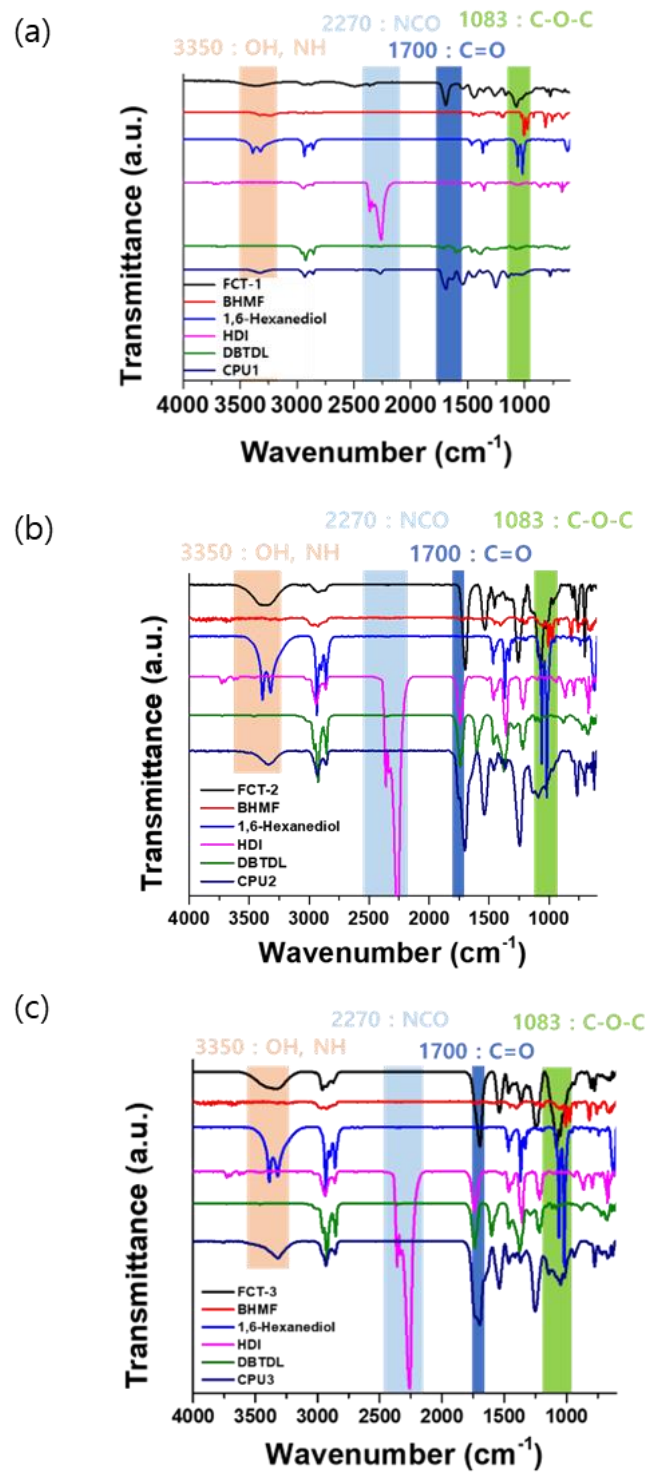 (a)
2270 : NCO
1083 : C-O-C
3350 : OH, NH
1700 : C=O
Transmittance (a.u.)
FCT-1
BHMF
1,6-Hexanediol
HDI
DBTDL
CPU1
4000 3500 3000 2500 2000 1500 1000
Wavenumber (cm⁻¹)
(b)
2270 : NCO
1083 : C-O-C
3350 : OH, NH
1700 : C=O
Transmittance (a.u.)
FCT-2
BHMF
1,6-Hexanediol
HDI
DBTDL
CPU2
4000 3500 3000 2500 2000 1500 1000
Wavenumber (cm⁻¹)
(c)
2270 : NCO
1083 : C-O-C
3350 : OH, NH
1700 : C=O
Transmittance (a.u.)
FCT-3
BHMF
1,6-Hexanediol
HDI
DBTDL
CPU3
4000 3500 3000 2500 2000 1500 1000
Wavenumber (cm⁻¹)